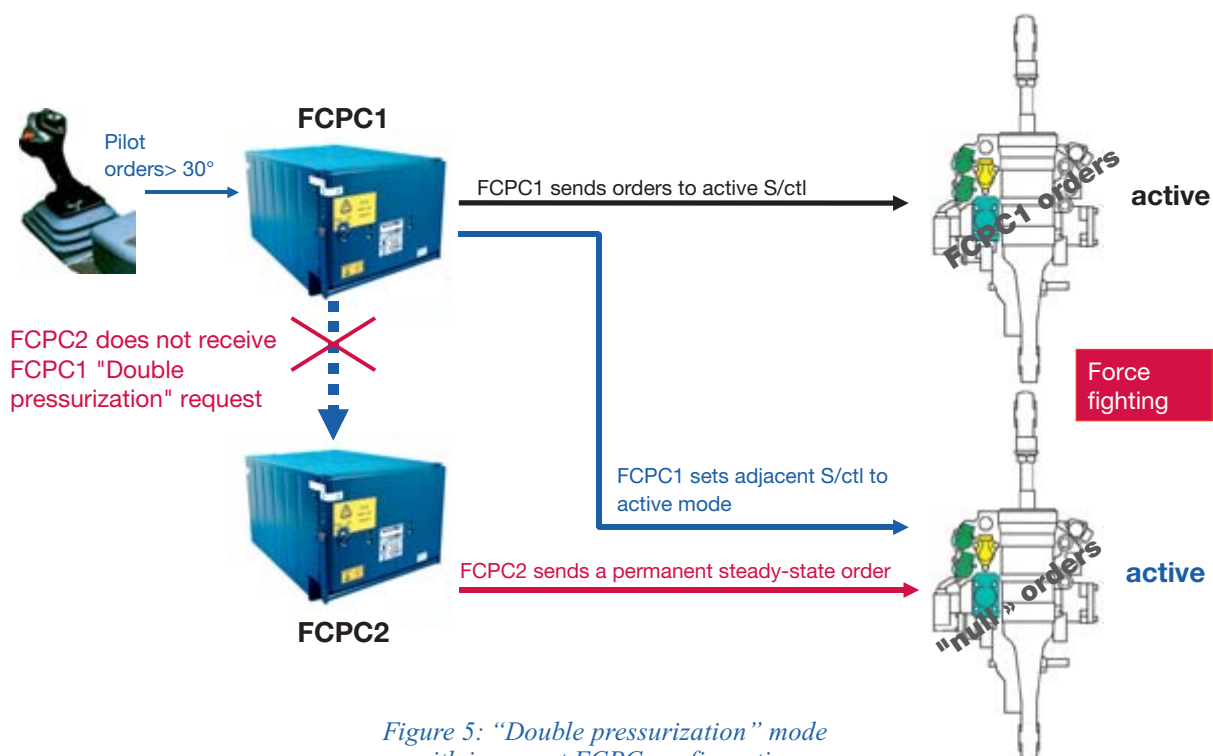 FCPC1
Pilot
orders> 30°
FCPC1 sends orders to active S/ctl
FCPC1 orders
active
FCPC2 does not receive
FCPC1 "Double
pressurization" request
Force
fighting
FCPC1 sets adjacent S/ctl to
active mode
FCPC2 sends a permanent steady-state order
"null» orders
active
FCPC2
Figure 5: “Double pressurization” mode